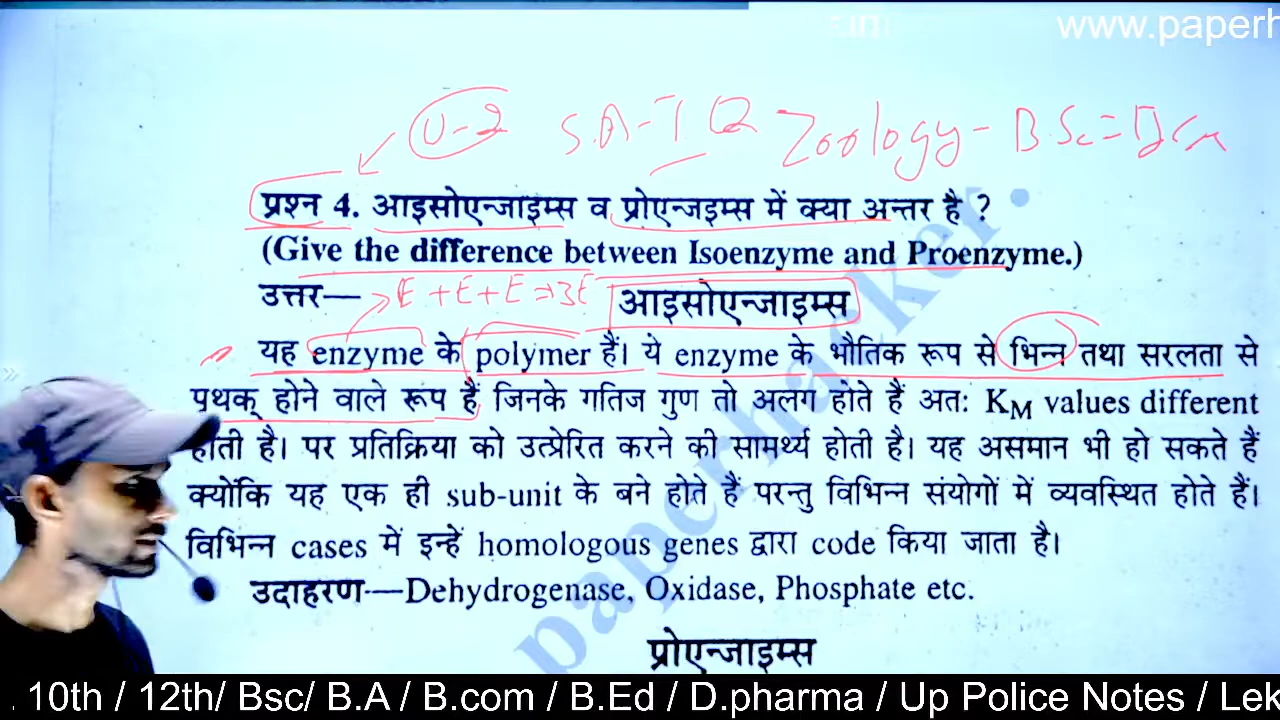 www.paperh
U-2 S.A-I Q Zoology - B.Sc =
प्रश्न 4. आइसोएन्जाइम्स व प्रोएन्जइम्स में क्या अन्तर है ?
(Give the difference between Isoenzyme and Proenzyme.)
उत्तर— E + E + E = 3E आइसोएन्जाइम्स
यह enzyme के polymer हैं। ये enzyme के भौतिक रूप से भिन्न तथा सरलता से
पृथक् होने वाले रूप हैं जिनके गतिज गुण तो अलग होते हैं अत: KM values different
होती है। पर प्रतिक्रिया को उत्प्रेरित करने की सामर्थ्य होती है। यह असमान भी हो सकते हैं
क्योंकि यह एक ही sub-unit के बने होते हैं परन्तु विभिन्न संयोगों में व्यवस्थित होते हैं।
विभिन्न cases में इन्हें homologous genes द्वारा code किया जाता है।
उदाहरण—Dehydrogenase, Oxidase, Phosphate etc.
प्रोएन्जाइम्स
paperhacker.
. 10th / 12th/ Bsc/ B.A / B.com / B.Ed / D.pharma / Up Police Notes / Lek